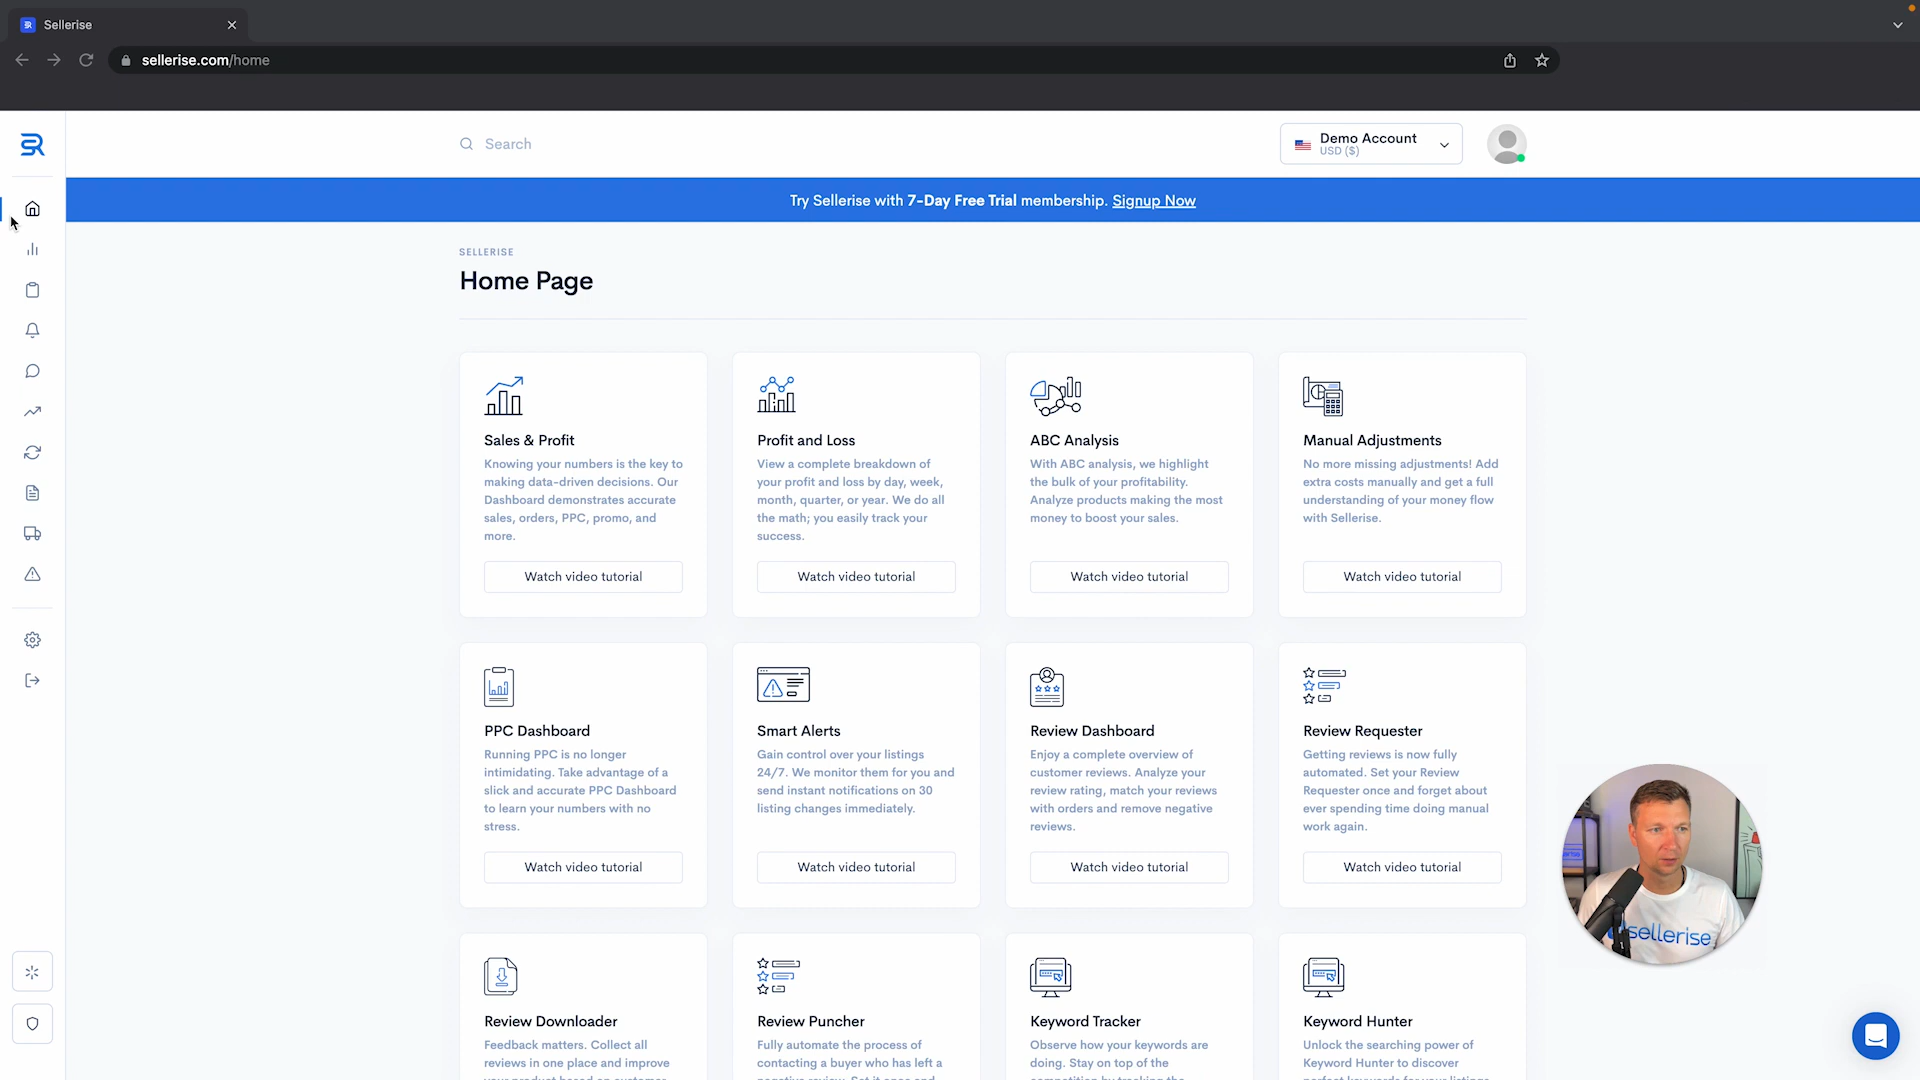 Sellerise
sellerise.com/home
SR
Search
Demo Account
USD ($)
Try Sellerise with 7-Day Free Trial membership. Signup Now
SELLERISE
Home Page
Sales & Profit
Knowing your numbers is the key to
making data-driven decisions. Our
Dashboard demonstrates accurate
sales, orders, PPC, promo, and
more.
Watch video tutorial
Profit and Loss
View a complete breakdown of
your profit and loss by day, week,
month, quarter, or year. We do all
the math; you easily track your
success.
Watch video tutorial
ABC Analysis
With ABC analysis, we highlight
the bulk of your profitability.
Analyze products making the most
money to boost your sales.
Watch video tutorial
Manual Adjustments
No more missing adjustments! Add
extra costs manually and get a full
understanding of your money flow
with Sellerise.
Watch video tutorial
PPC Dashboard
Running PPC is no longer
intimidating. Take advantage of a
slick and accurate PPC Dashboard
to learn your numbers with no
stress.
Watch video tutorial
Smart Alerts
Gain control over your listings
24/7. We monitor them for you and
send instant notifications on 30
listing changes immediately.
Watch video tutorial
Review Dashboard
Enjoy a complete overview of
customer reviews. Analyze your
review rating, match your reviews
with orders and remove negative
reviews.
Watch video tutorial
Review Requester
Getting reviews is now fully
automated. Set your Review
Requester once and forget about
ever spending time doing manual
work again.
Watch video tutorial
sellerise
Review Downloader
Feedback matters. Collect all
reviews in one place and improve
Review Puncher
Fully automate the process of
contacting a buyer who has left a
Keyword Tracker
Observe how your keywords are
doing. Stay on top of the
Keyword Hunter
Unlock the searching power of
Keyword Hunter to discover